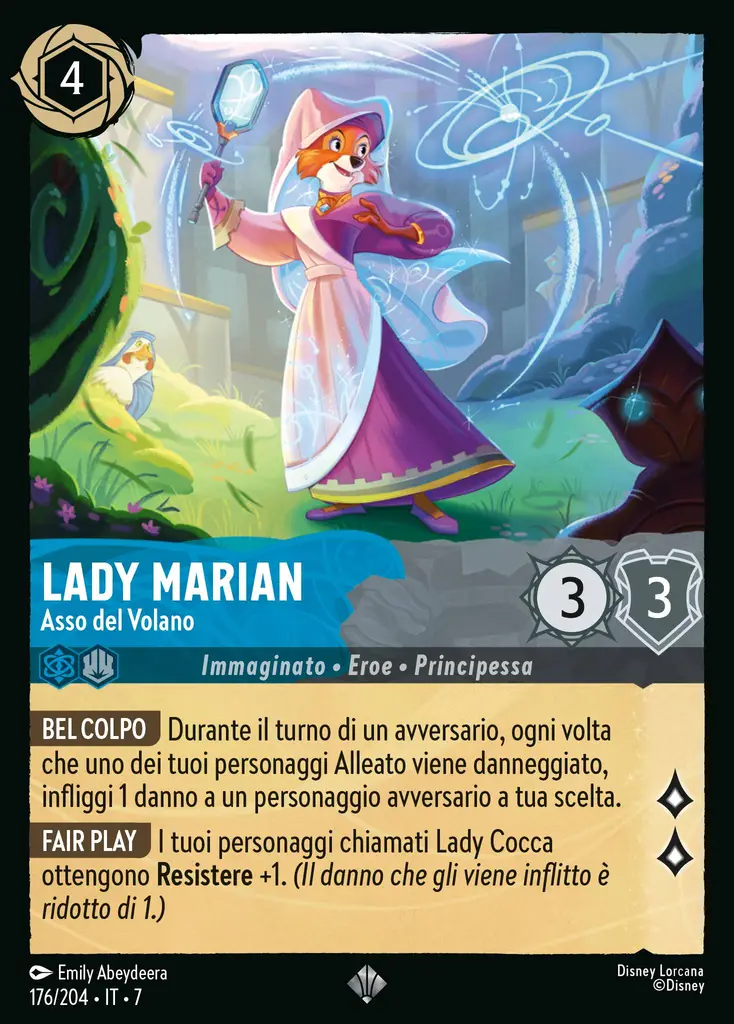 4
LADY MARIAN
Asso del Volano
3
3
Immaginato • Eroe • Principessa
BEL COLPO Durante il turno di un avversario, ogni volta
che uno dei tuoi personaggi Alleato viene danneggiato,
infliggi 1 danno a un personaggio avversario a tua scelta.
FAIR PLAY I tuoi personaggi chiamati Lady Cocca
ottengono Resistere +1. (Il danno che gli viene inflitto è
ridotto di 1.)
Emily Abeydeera
176/204 • IT • 7
Disney Lorcana
©Disney